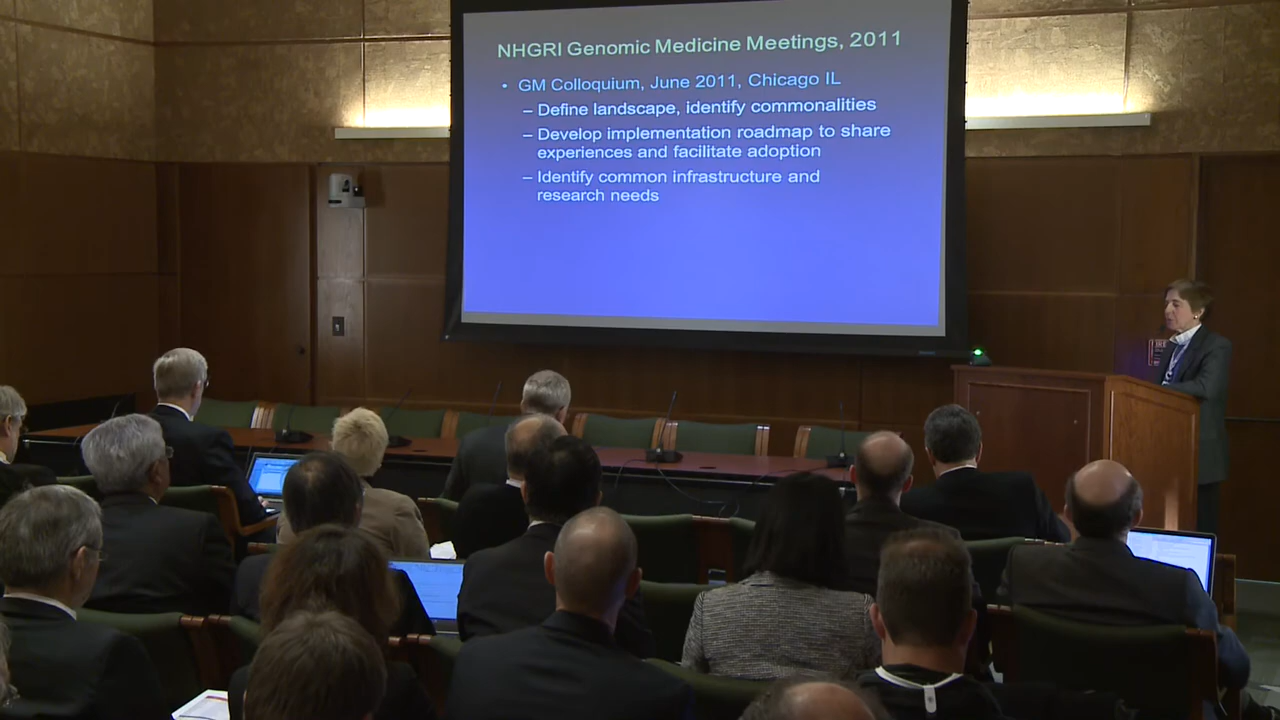 NHGRI Genomic Medicine Meetings, 2011
• GM Colloquium, June 2011, Chicago IL
– Define landscape, identify commonalities
– Develop implementation roadmap to share
experiences and facilitate adoption
– Identify common infrastructure and
research needs